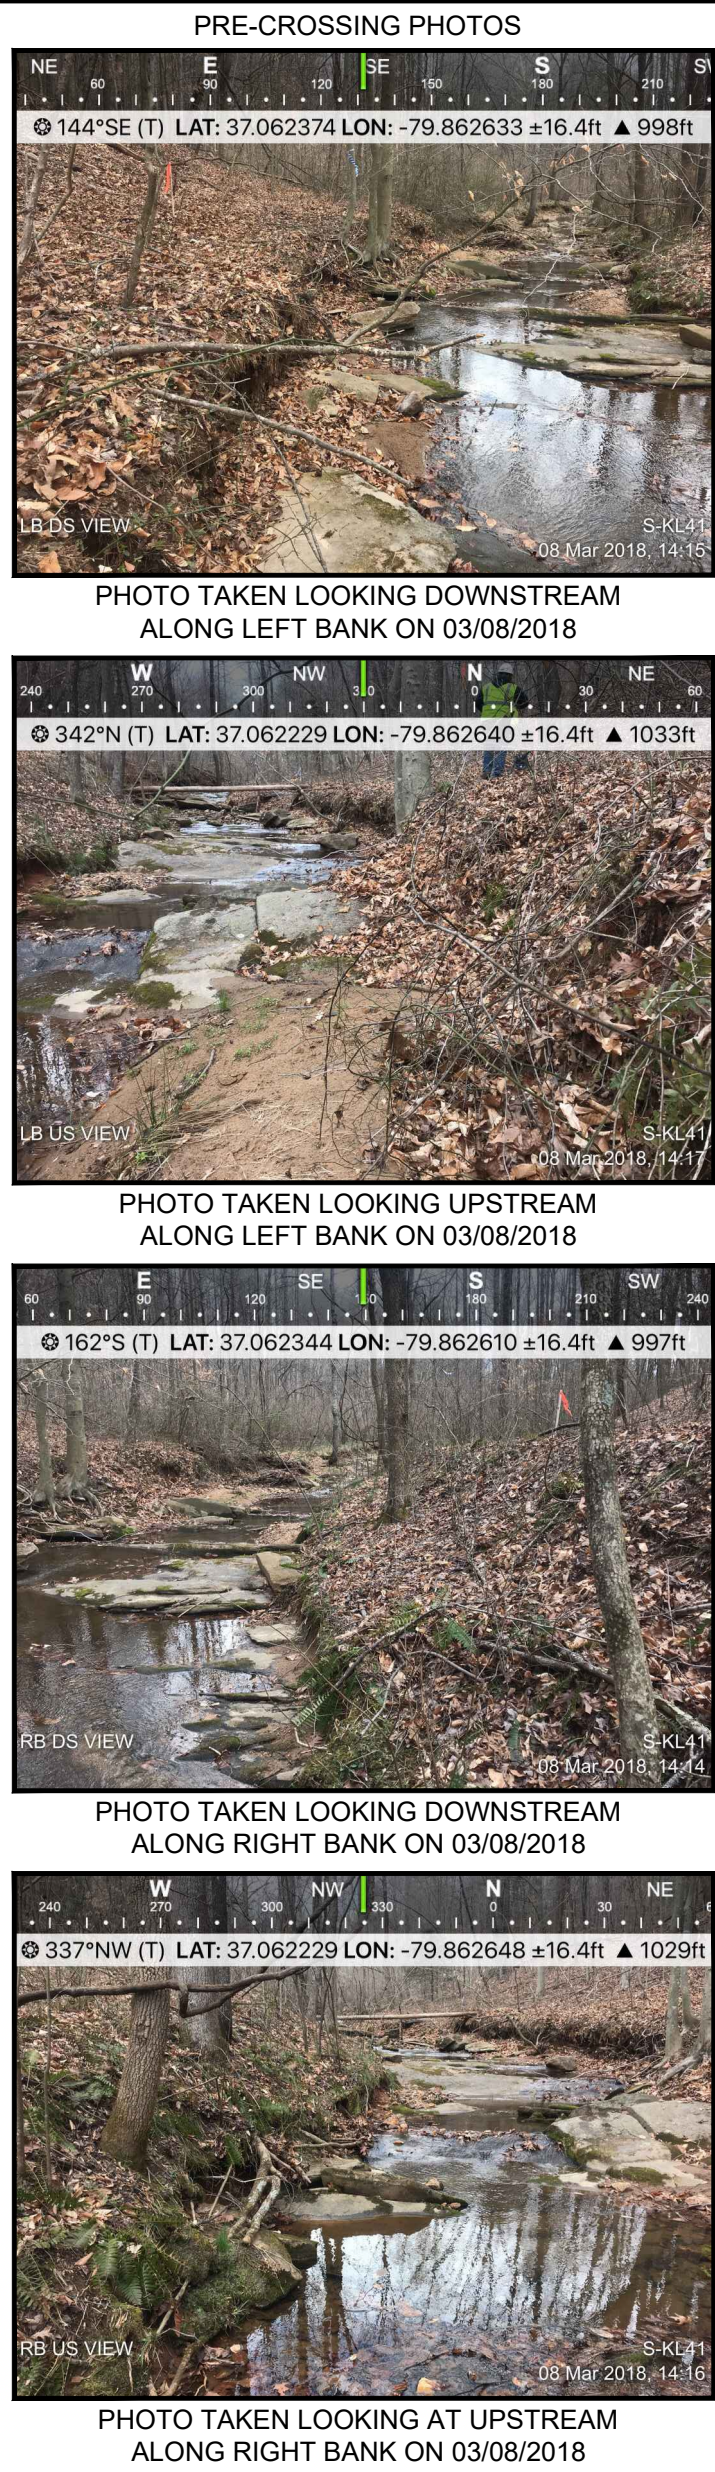 PRE-CROSSING PHOTOS
NE E SE S
60 90 120 150 180 210
144°SE (T) LAT: 37.062374 LON: -79.862633 ±16.4ft ▲ 998ft
LB DS VIEW
S-KL41
08 Mar 2018, 14:15
PHOTO TAKEN LOOKING DOWNSTREAM
ALONG LEFT BANK ON 03/08/2018
W NW N NE
240 270 300 0 30 60
342°N (T) LAT: 37.062229 LON: -79.862640 ±16.4ft ▲ 1033ft
LB US VIEW
S-KL41
08 Mar 2018, 14:17
PHOTO TAKEN LOOKING UPSTREAM
ALONG LEFT BANK ON 03/08/2018
E SE S SW
60 90 120 180 210 240
162°S (T) LAT: 37.062344 LON: -79.862610 ±16.4ft ▲ 997ft
RB DS VIEW
S-KL41
08 Mar 2018, 14:14
PHOTO TAKEN LOOKING DOWNSTREAM
ALONG RIGHT BANK ON 03/08/2018
W NW N NE
240 270 300 330 0 30
337°NW (T) LAT: 37.062229 LON: -79.862648 ±16.4ft ▲ 1029ft
RB US VIEW
S-KL41
08 Mar 2018, 14:16
PHOTO TAKEN LOOKING AT UPSTREAM
ALONG RIGHT BANK ON 03/08/2018